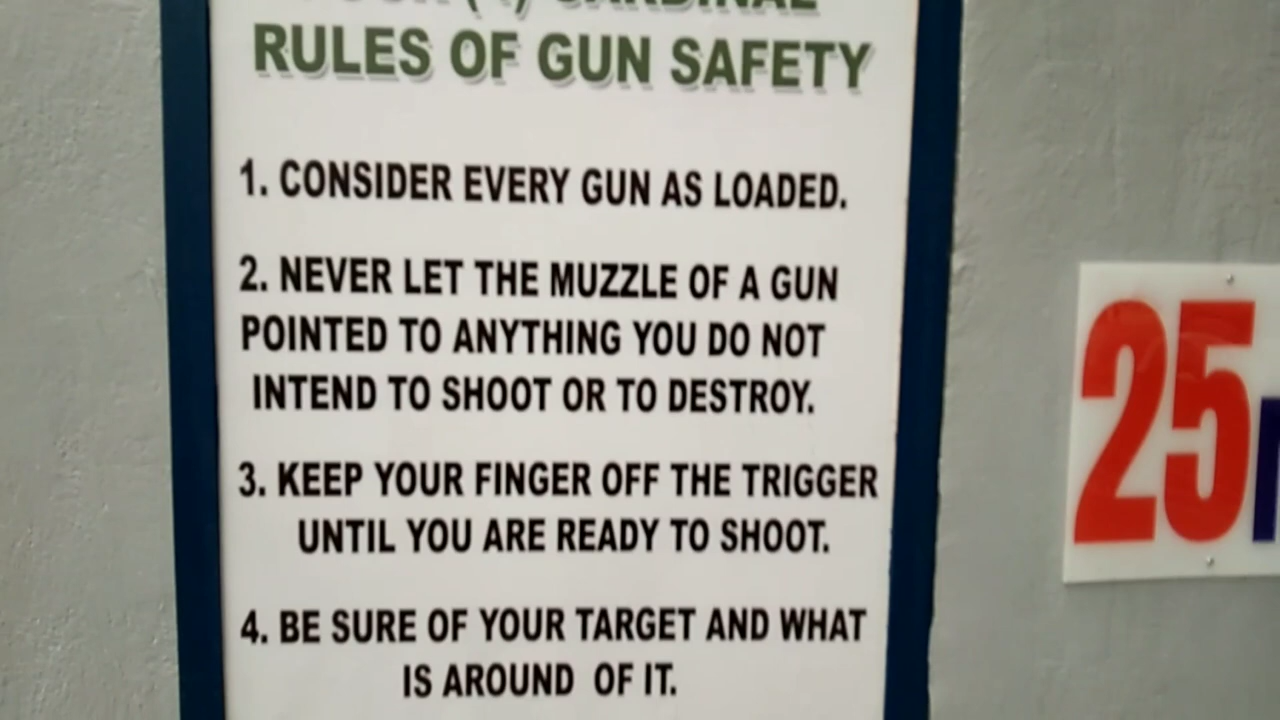 CARDINAL
RULES OF GUN SAFETY
1. CONSIDER EVERY GUN AS LOADED.
2. NEVER LET THE MUZZLE OF A GUN
POINTED TO ANYTHING YOU DO NOT
INTEND TO SHOOT OR TO DESTROY.
3. KEEP YOUR FINGER OFF THE TRIGGER
UNTIL YOU ARE READY TO SHOOT.
4. BE SURE OF YOUR TARGET AND WHAT
IS AROUND OF IT.
25